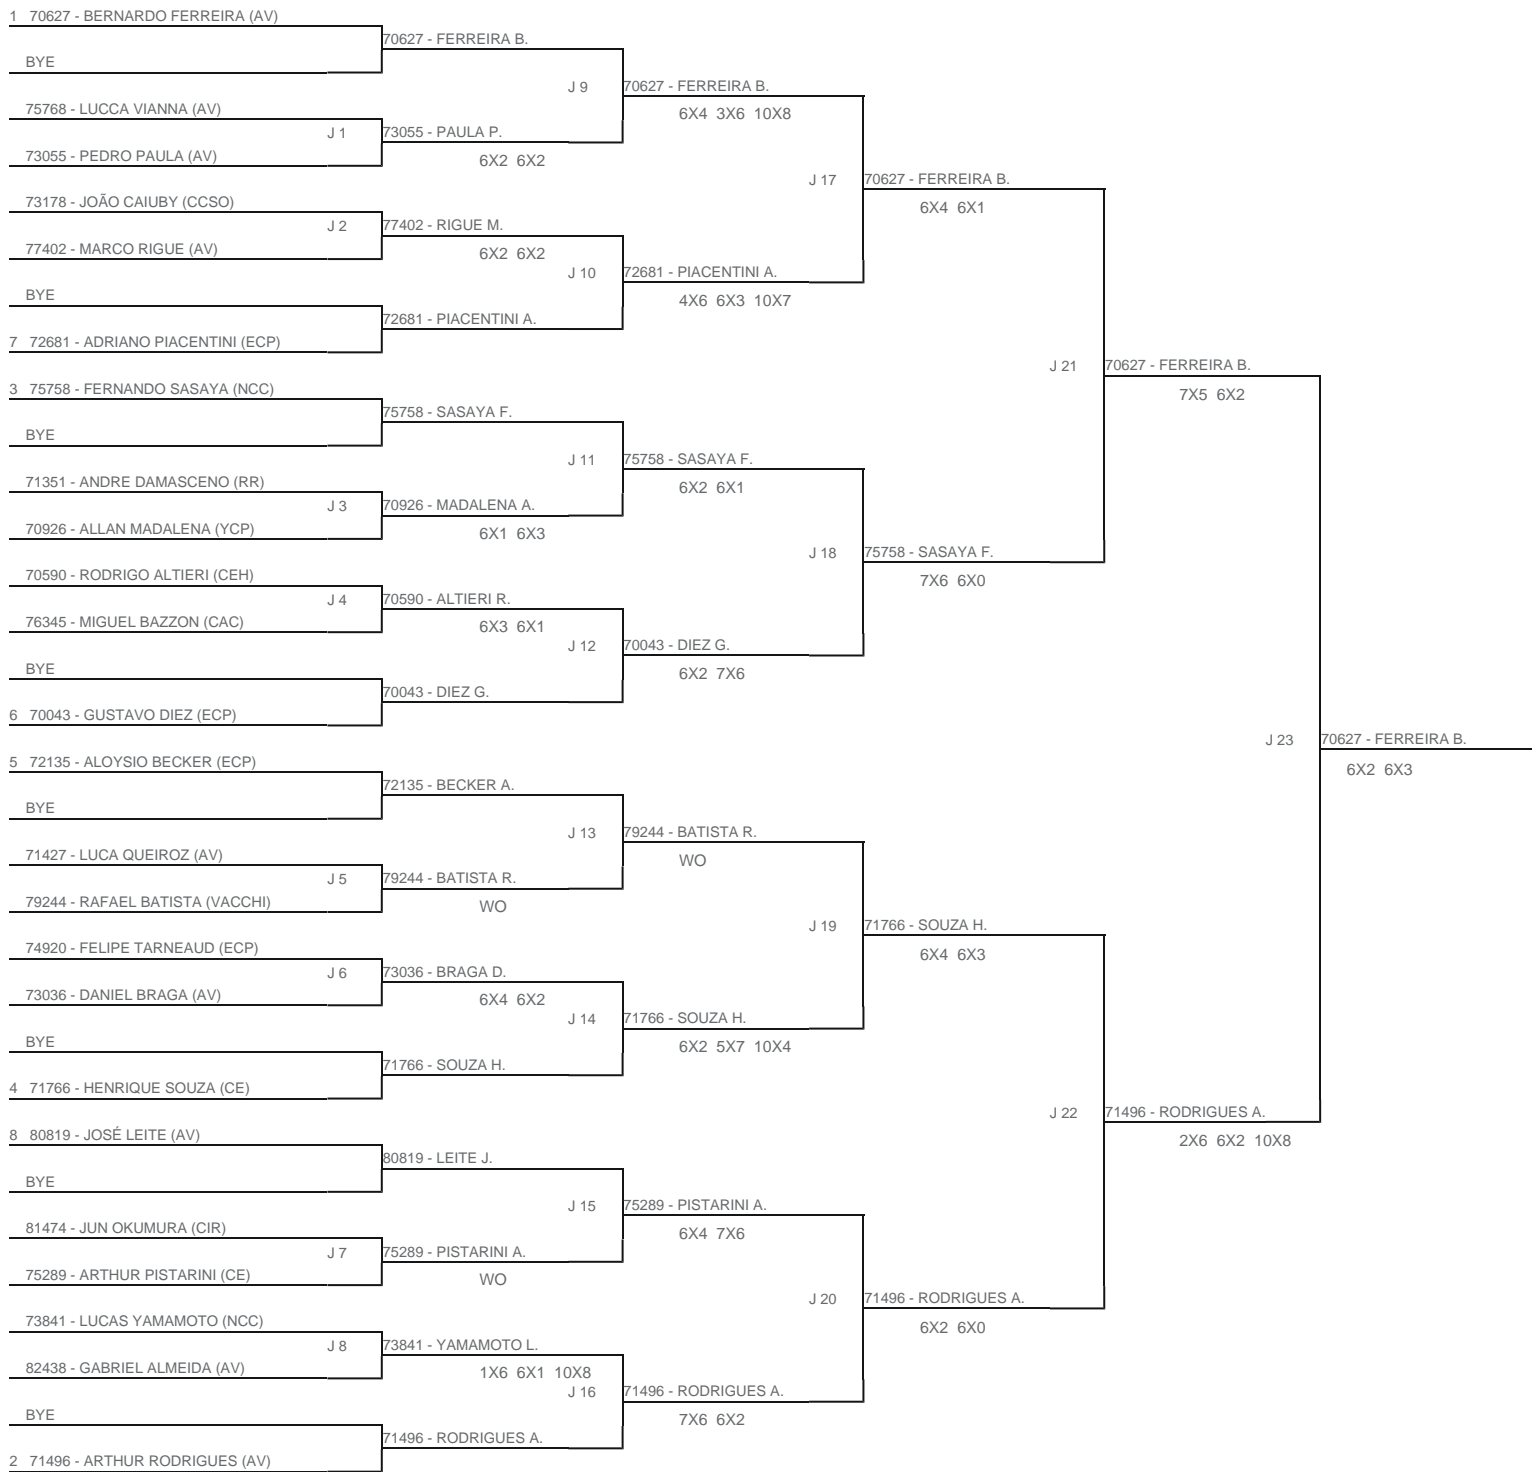 1 70627 - BERNARDO FERREIRA (AV)
70627 - FERREIRA B.
BYE
J 9
70627 - FERREIRA B.
6X4 3X6 10X8
75768 - LUCCA VIANNA (AV)
J 1
73055 - PAULA P.
6X2 6X2
73055 - PEDRO PAULA (AV)
J 17
70627 - FERREIRA B.
6X4 6X1
73178 - JOÃO CAIUBY (CCSO)
J 2
77402 - RIGUE M.
6X2 6X2
77402 - MARCO RIGUE (AV)
J 10
72681 - PIACENTINI A.
4X6 6X3 10X7
BYE
72681 - PIACENTINI A.
7 72681 - ADRIANO PIACENTINI (ECP)
J 21
70627 - FERREIRA B.
7X5 6X2
3 75758 - FERNANDO SASAYA (NCC)
75758 - SASAYA F.
BYE
J 11
75758 - SASAYA F.
6X2 6X1
71351 - ANDRE DAMASCENO (RR)
J 3
70926 - MADALENA A.
6X1 6X3
70926 - ALLAN MADALENA (YCP)
J 18
75758 - SASAYA F.
7X6 6X0
70590 - RODRIGO ALTIERI (CEH)
J 4
70590 - ALTIERI R.
6X3 6X1
76345 - MIGUEL BAZZON (CAC)
J 12
70043 - DIEZ G.
6X2 7X6
BYE
70043 - DIEZ G.
6 70043 - GUSTAVO DIEZ (ECP)
J 23
70627 - FERREIRA B.
6X2 6X3
5 72135 - ALOYSIO BECKER (ECP)
72135 - BECKER A.
BYE
J 13
79244 - BATISTA R.
WO
71427 - LUCA QUEIROZ (AV)
J 5
79244 - BATISTA R.
WO
79244 - RAFAEL BATISTA (VACCHI)
J 19
71766 - SOUZA H.
6X4 6X3
74920 - FELIPE TARNEAUD (ECP)
J 6
73036 - BRAGA D.
6X4 6X2
73036 - DANIEL BRAGA (AV)
J 14
71766 - SOUZA H.
6X2 5X7 10X4
BYE
71766 - SOUZA H.
4 71766 - HENRIQUE SOUZA (CE)
J 22
71496 - RODRIGUES A.
2X6 6X2 10X8
8 80819 - JOSÉ LEITE (AV)
80819 - LEITE J.
BYE
J 15
75289 - PISTARINI A.
6X4 7X6
81474 - JUN OKUMURA (CIR)
J 7
75289 - PISTARINI A.
WO
75289 - ARTHUR PISTARINI (CE)
J 20
71496 - RODRIGUES A.
6X2 6X0
73841 - LUCAS YAMAMOTO (NCC)
J 8
73841 - YAMAMOTO L.
1X6 6X1 10X8
82438 - GABRIEL ALMEIDA (AV)
J 16
71496 - RODRIGUES A.
7X6 6X2
BYE
71496 - RODRIGUES A.
2 71496 - ARTHUR RODRIGUES (AV)